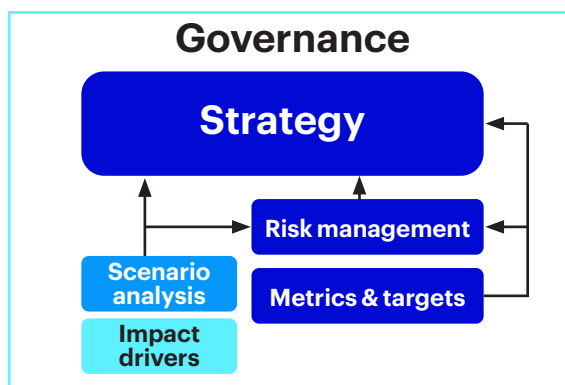 Governance
Strategy
Risk management
Scenario
analysis
Metrics & targets
Impact
drivers